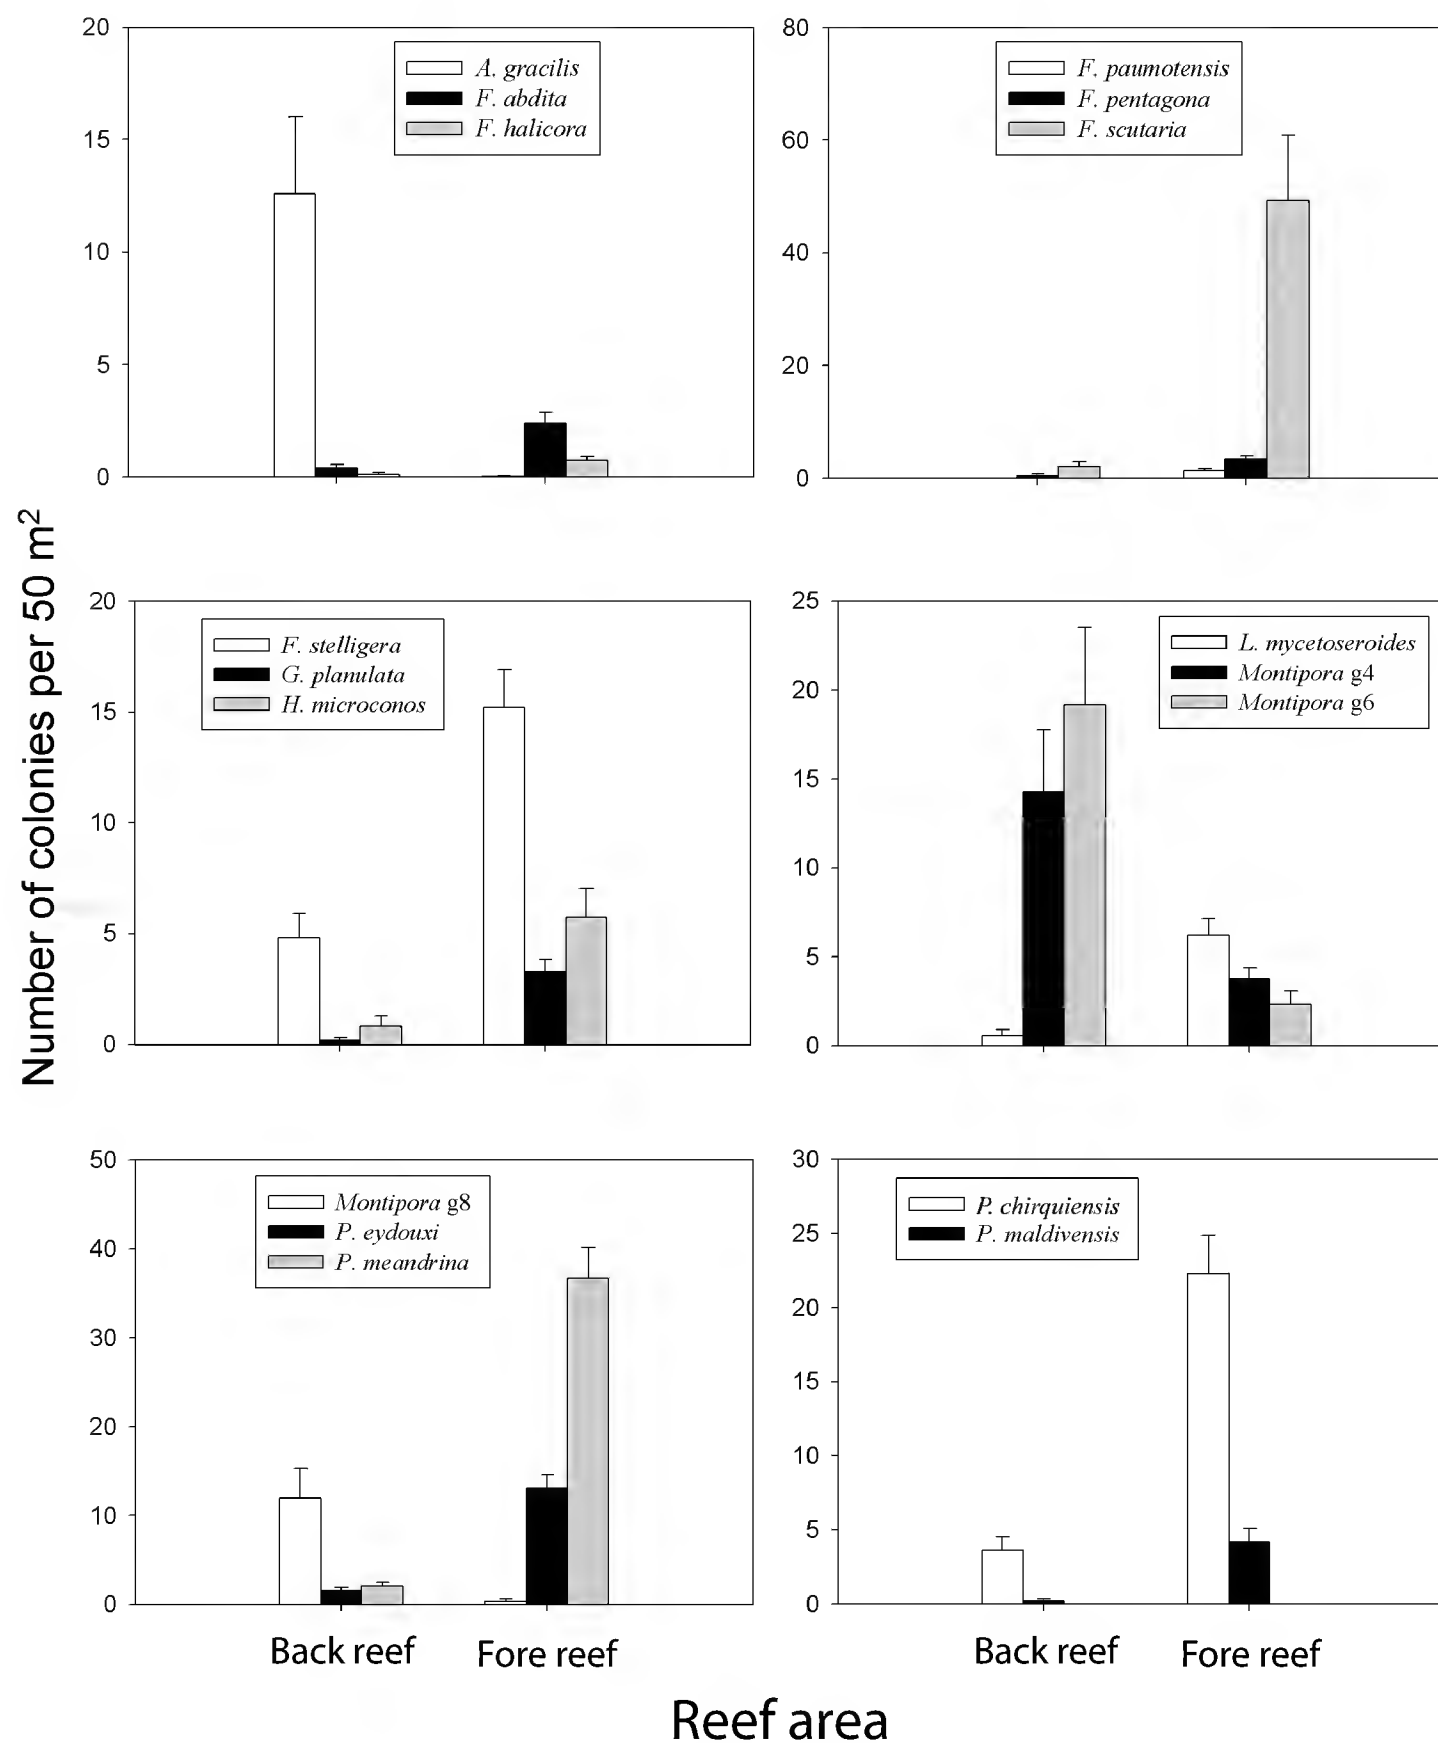 Number of colonies per 50 m²
20
15
10
5
0
A. gracilis
F. abdita
F. halicora
80
60
40
20
0
F. paumotensis
F. pentagona
F. scutaria
20
15
10
5
0
F. stelligera
G. planulata
H. microconos
25
20
15
10
5
0
L. mycetoseroides
Montipora g4
Montipora g6
50
40
30
20
10
0
Montipora g8
P. eydouxi
P. meandrina
Back reef
Fore reef
30
25
20
15
10
5
0
P. chirquiensis
P. maldivensis
Back reef
Fore reef
Reef area